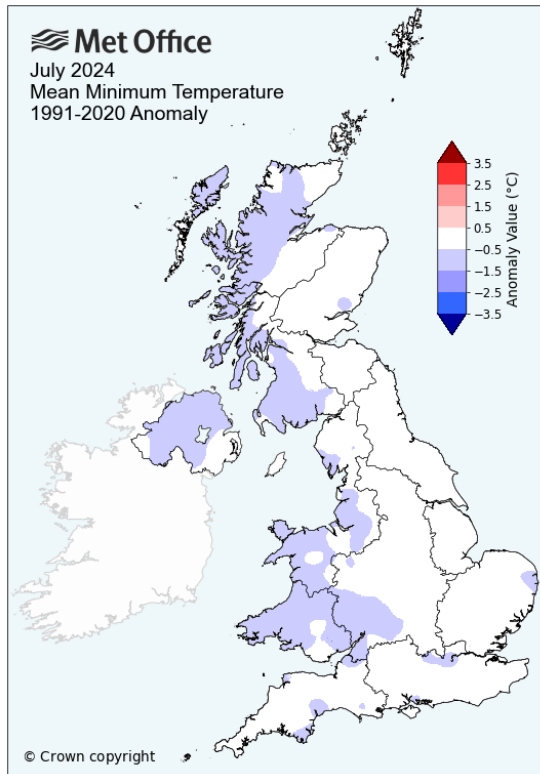 Met Office
July 2024
Mean Minimum Temperature
1991-2020 Anomaly
3.5
2.5
1.5
0.5
−0.5
−1.5
−2.5
−3.5
Anomaly Value (°C)
© Crown copyright